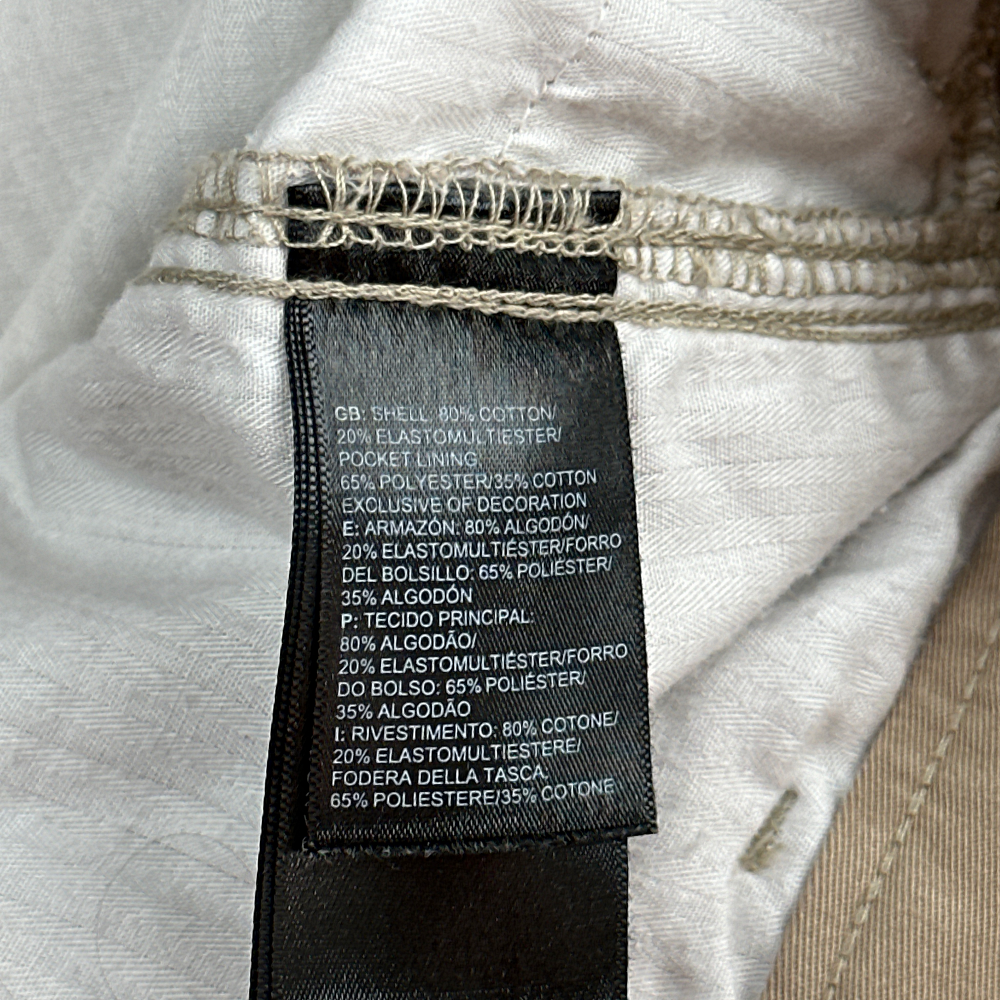 GB: SHELL: 80% COTTON/
20% ELASTOMULTIESTER/
POCKET LINING
65% POLYESTER/35% COTTON
EXCLUSIVE OF DECORATION
E: ARMAZÓN: 80% ALGODÓN/
20% ELASTOMULTIÉSTER/FORRO
DEL BOLSILLO: 65% POLIÉSTER/
35% ALGODÓN
P: TECIDO PRINCIPAL:
80% ALGODÃO/
20% ELASTOMULTIÉSTER/FORRO
DO BOLSO: 65% POLIÉSTER/
35% ALGODÃO
I: RIVESTIMENTO: 80% COTONE/
20% ELASTOMULTIESTERE/
FODERA DELLA TASCA:
65% POLIESTERE/35% COTONE